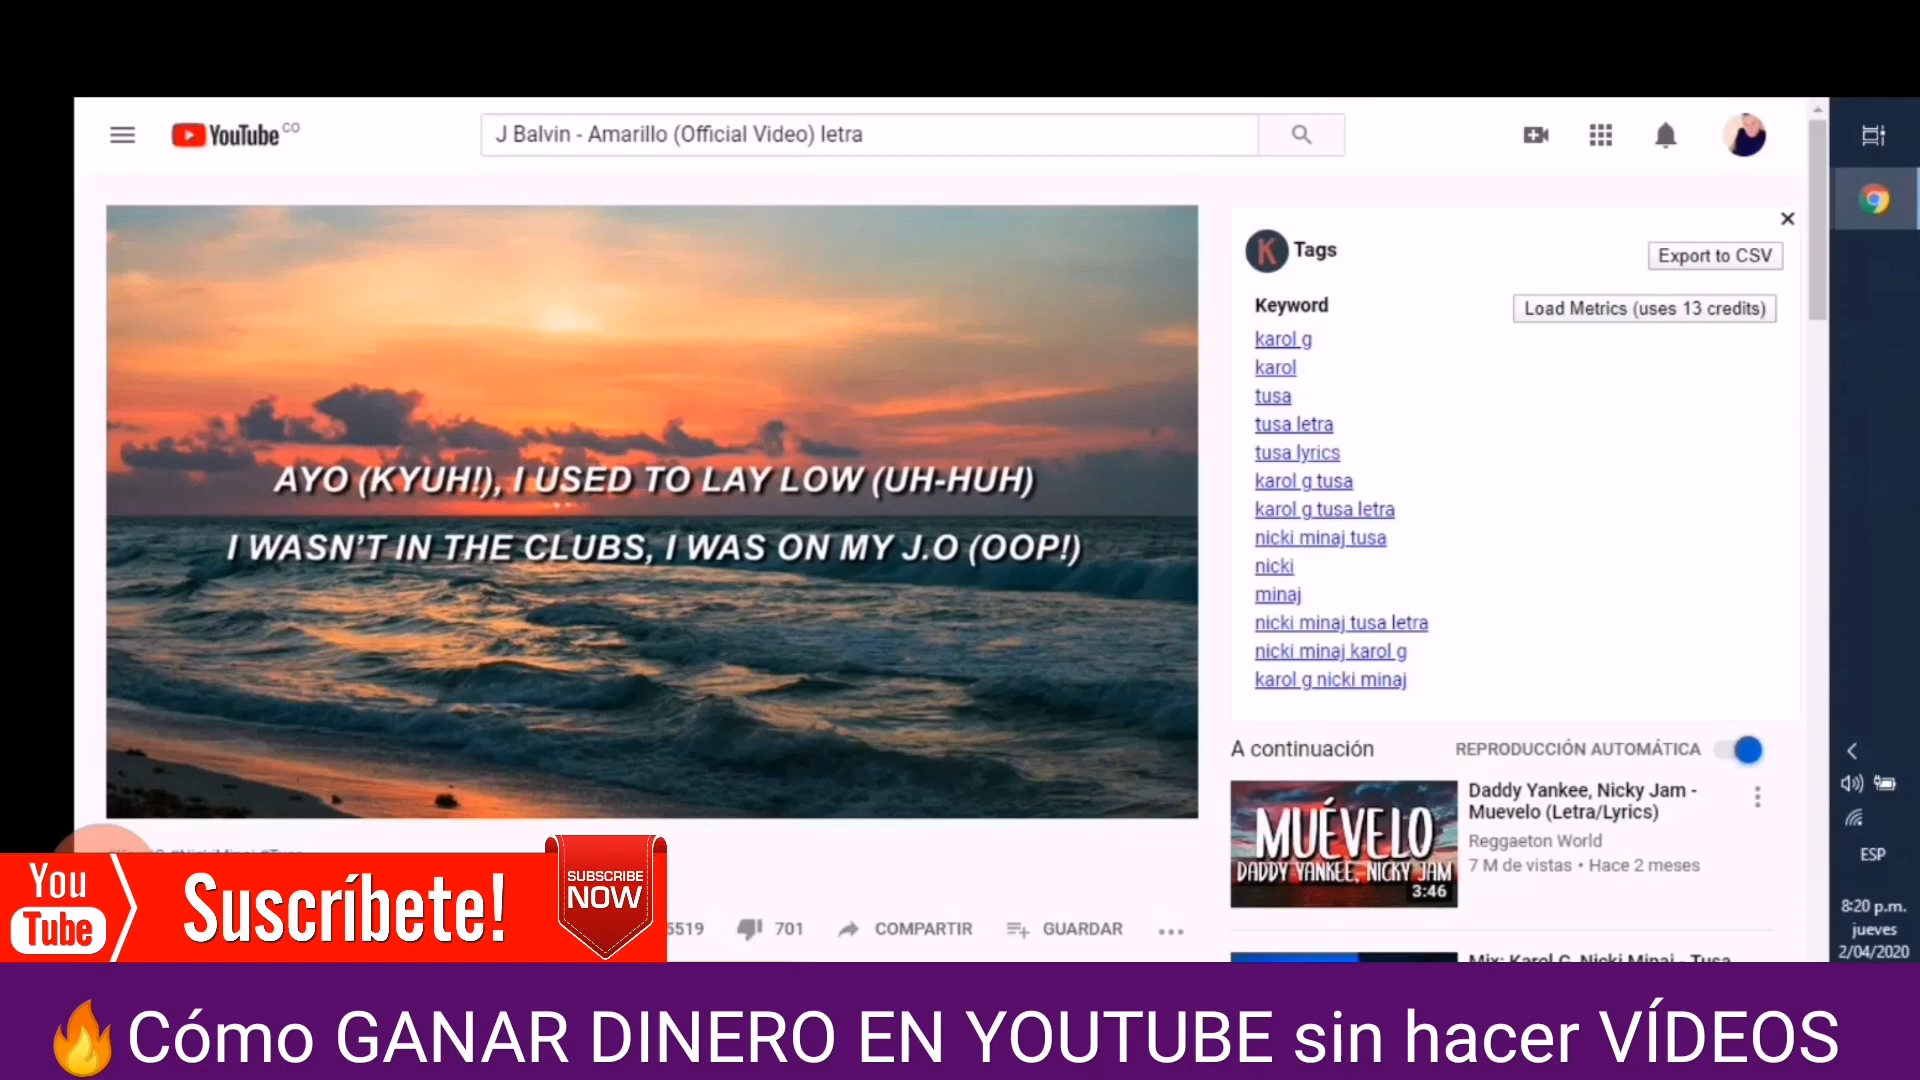 YouTube CO
J Balvin - Amarillo (Official Video) letra
AYO (KYUH!), I USED TO LAY LOW (UH-HUH)
I WASN'T IN THE CLUBS, I WAS ON MY J.O (OOP!)
K Tags
Export to CSV
Keyword
Load Metrics (uses 13 credits)
karol g
karol
tusa
tusa letra
tusa lyrics
karol g tusa
karol g tusa letra
nicki minaj tusa
nicki
minaj
nicki minaj tusa letra
nicki minaj karol g
karol g nicki minaj
A continuación
REPRODUCCIÓN AUTOMÁTICA
MUÉVELO
DADDY YANKEE, NICKY JAM
3:46
Daddy Yankee, Nicky Jam -
Muevelo (Letra/Lyrics)
Reggaeton World
7 M de vistas • Hace 2 meses
Mix: Karol G, Nicki Minaj - Tusa
5519
701
COMPARTIR
GUARDAR
You
Tube
Suscríbete!
SUBSCRIBE
NOW
ESP
8:20 p.m.
jueves
2/04/2020
🔥Cómo GANAR DINERO EN YOUTUBE sin hacer VÍDEOS